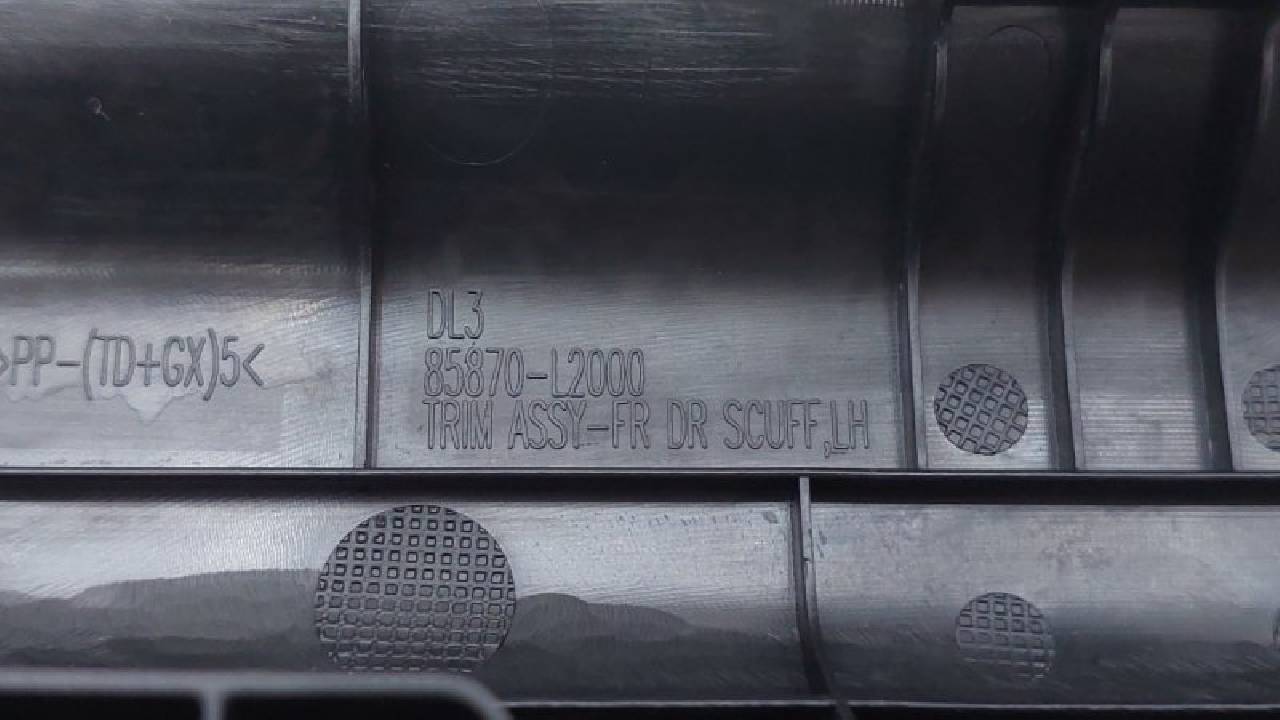 >PP-(TD+GX)5<
DL3
85870-L2000
TRIM ASSY-FR DR SCUFF,LH